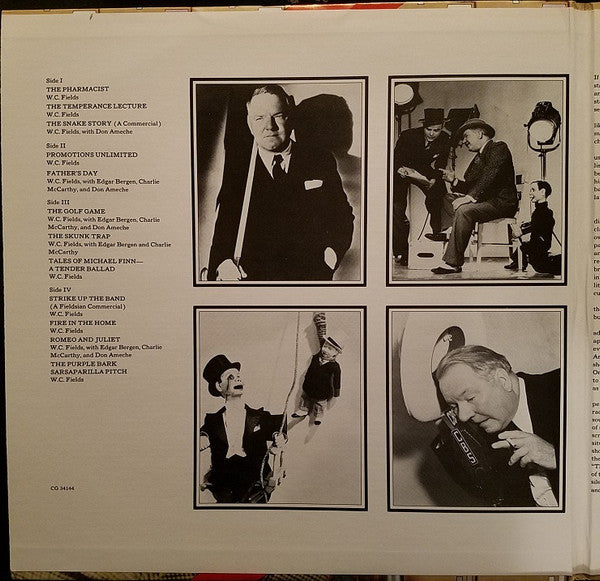 Side I
THE PHARMACIST
W.C. Fields
THE TEMPERANCE LECTURE
W.C. Fields
THE SNAKE STORY (A Commercial)
W.C. Fields, with Don Ameche
Side II
PROMOTIONS UNLIMITED
W.C. Fields
FATHER'S DAY
W.C. Fields, with Edgar Bergen, Charlie
McCarthy, and Don Ameche
Side III
THE GOLF GAME
W.C. Fields, with Edgar Bergen, Charlie
McCarthy, and Don Ameche
THE SKUNK TRAP
W.C. Fields, with Edgar Bergen and Charlie
McCarthy
TALES OF MICHAEL FINN—
A TENDER BALLAD
W.C. Fields
Side IV
STRIKE UP THE BAND
(A Fieldsian Commercial)
W.C. Fields
FIRE IN THE HOME
W.C. Fields
ROMEO AND JULIET
W.C. Fields, with Edgar Bergen, Charlie
McCarthy, and Don Ameche
THE PURPLE BARK
SARSAPARILLA PITCH
W.C. Fields
CG 34144